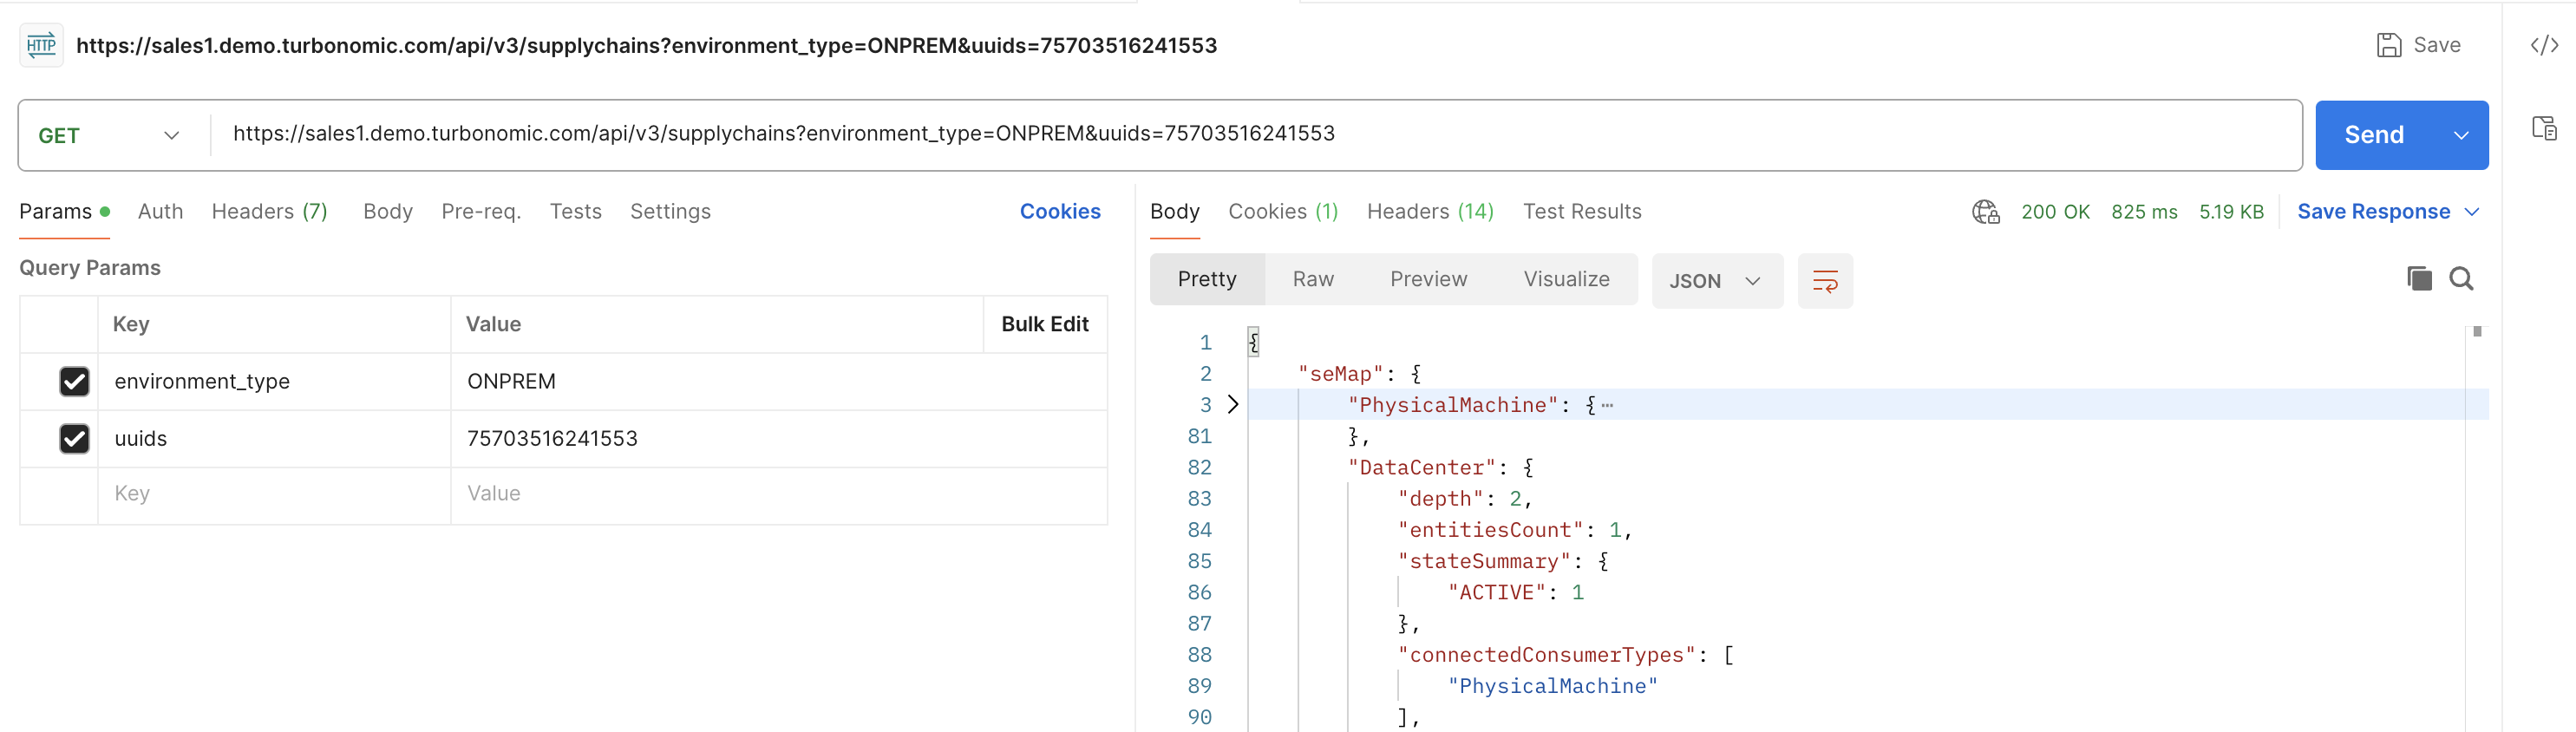 HTTP https://sales1.demo.turbonomic.com/api/v3/supplychains?environment_type=ONPREM&uuids=75703516241553 Save </>
GET https://sales1.demo.turbonomic.com/api/v3/supplychains?environment_type=ONPREM&uuids=75703516241553 Send
Params Auth Headers (7) Body Pre-req. Tests Settings Cookies
Query Params
Key Value Bulk Edit
environment_type ONPREM
uuids 75703516241553
Key Value
Body Cookies (1) Headers (14) Test Results 200 OK 825 ms 5.19 KB Save Response
Pretty Raw Preview Visualize JSON
1 {
2 "seMap": {
3 "PhysicalMachine": {⋯
81 },
82 "DataCenter": {
83 "depth": 2,
84 "entitiesCount": 1,
85 "stateSummary": {
86 "ACTIVE": 1
87 },
88 "connectedConsumerTypes": [
89 "PhysicalMachine"
90 ],